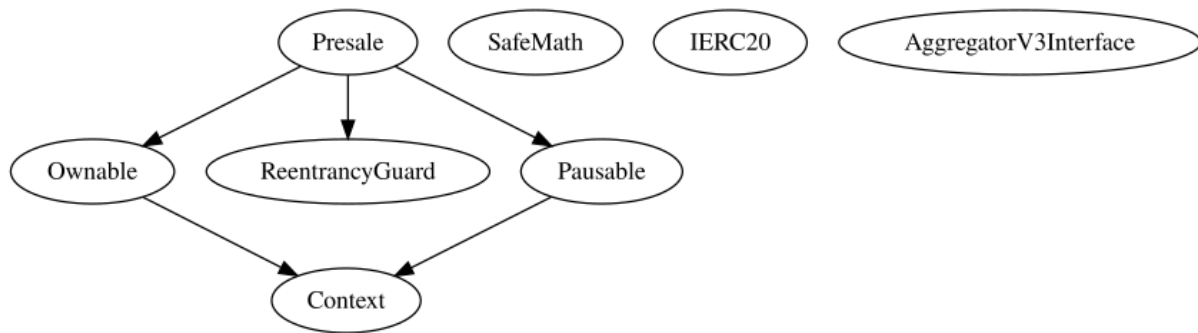 Presale SafeMath IERC20 AggregatorV3Interface
Ownable ReentrancyGuard Pausable
Context